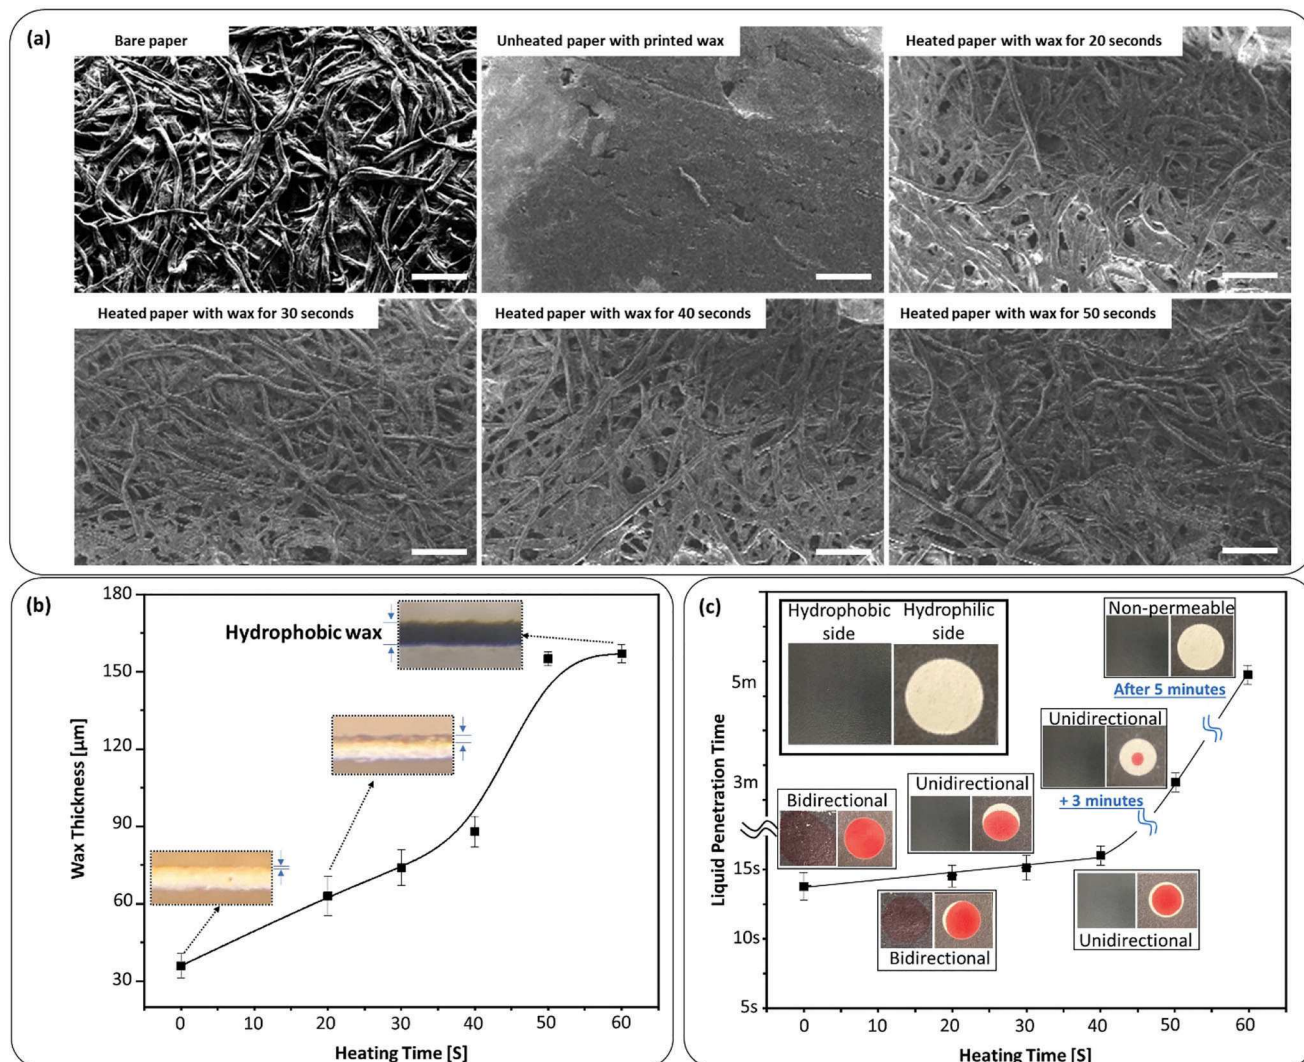 (a)
Bare paper
Unheated paper with printed wax
Heated paper with wax for 20 seconds
Heated paper with wax for 30 seconds
Heated paper with wax for 40 seconds
Heated paper with wax for 50 seconds
(b)
180
150
120
90
60
30
Wax Thickness [µm]
Hydrophobic wax
0
10
20
30
40
50
60
Heating Time [S]
(c)
5m
3m
15s
10s
5s
Liquid Penetration Time
Hydrophobic
side
Hydrophilic
side
Non-permeable
After 5 minutes
Unidirectional
+ 3 minutes
Unidirectional
Bidirectional
Bidirectional
Unidirectional
0
10
20
30
40
50
60
Heating Time [S]